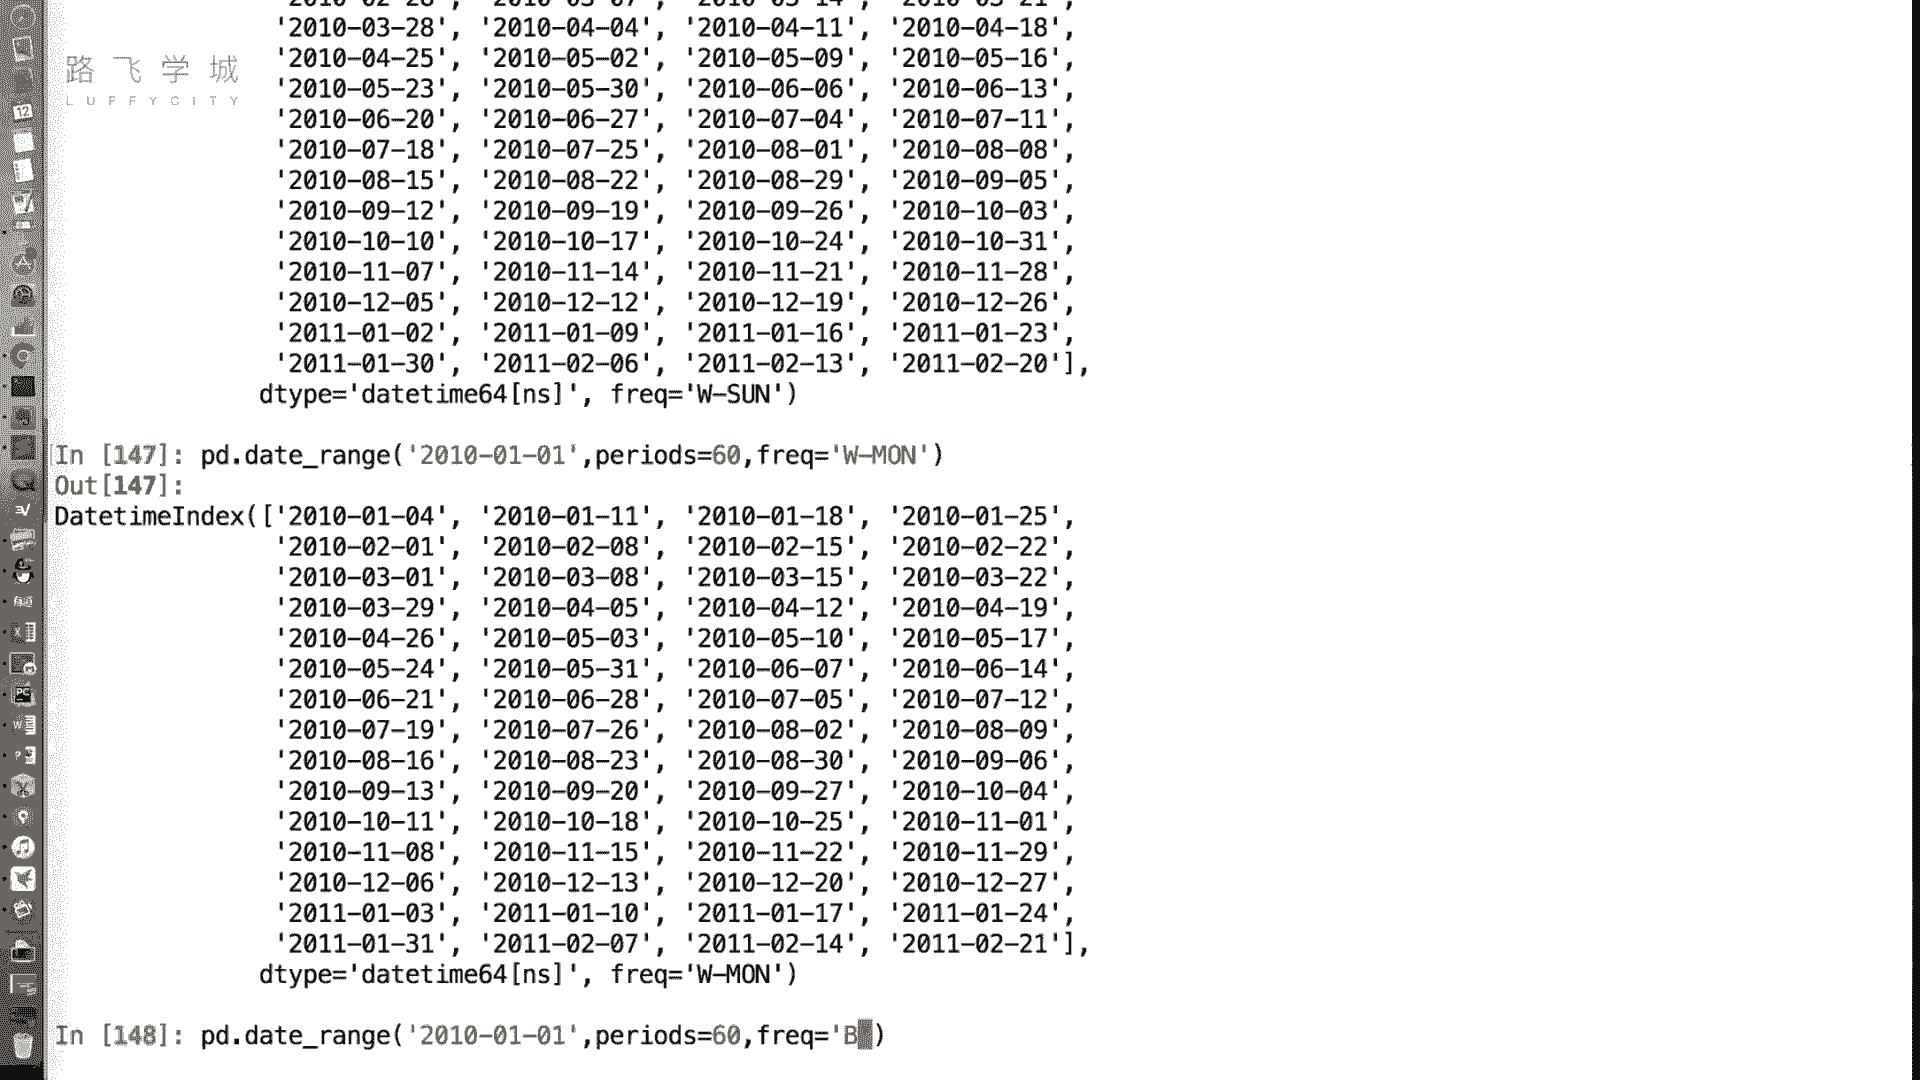 '2010-03-28', '2010-04-04', '2010-04-11', '2010-04-18',
路飞学城
LUFFYCITY
'2010-04-25', '2010-05-02', '2010-05-09', '2010-05-16',
'2010-05-23', '2010-05-30', '2010-06-06', '2010-06-13',
'2010-06-20', '2010-06-27', '2010-07-04', '2010-07-11',
'2010-07-18', '2010-07-25', '2010-08-01', '2010-08-08',
'2010-08-15', '2010-08-22', '2010-08-29', '2010-09-05',
'2010-09-12', '2010-09-19', '2010-09-26', '2010-10-03',
'2010-10-10', '2010-10-17', '2010-10-24', '2010-10-31',
'2010-11-07', '2010-11-14', '2010-11-21', '2010-11-28',
'2010-12-05', '2010-12-12', '2010-12-19', '2010-12-26',
'2011-01-02', '2011-01-09', '2011-01-16', '2011-01-23',
'2011-01-30', '2011-02-06', '2011-02-13', '2011-02-20'],
dtype='datetime64[ns]', freq='W-SUN')
In [147]: pd.date_range('2010-01-01',periods=60,freq='W-MON')
Out[147]:
DatetimeIndex(['2010-01-04', '2010-01-11', '2010-01-18', '2010-01-25',
'2010-02-01', '2010-02-08', '2010-02-15', '2010-02-22',
'2010-03-01', '2010-03-08', '2010-03-15', '2010-03-22',
'2010-03-29', '2010-04-05', '2010-04-12', '2010-04-19',
'2010-04-26', '2010-05-03', '2010-05-10', '2010-05-17',
'2010-05-24', '2010-05-31', '2010-06-07', '2010-06-14',
'2010-06-21', '2010-06-28', '2010-07-05', '2010-07-12',
'2010-07-19', '2010-07-26', '2010-08-02', '2010-08-09',
'2010-08-16', '2010-08-23', '2010-08-30', '2010-09-06',
'2010-09-13', '2010-09-20', '2010-09-27', '2010-10-04',
'2010-10-11', '2010-10-18', '2010-10-25', '2010-11-01',
'2010-11-08', '2010-11-15', '2010-11-22', '2010-11-29',
'2010-12-06', '2010-12-13', '2010-12-20', '2010-12-27',
'2011-01-03', '2011-01-10', '2011-01-17', '2011-01-24',
'2011-01-31', '2011-02-07', '2011-02-14', '2011-02-21'],
dtype='datetime64[ns]', freq='W-MON')
In [148]: pd.date_range('2010-01-01',periods=60,freq='B')
12
有道
PC